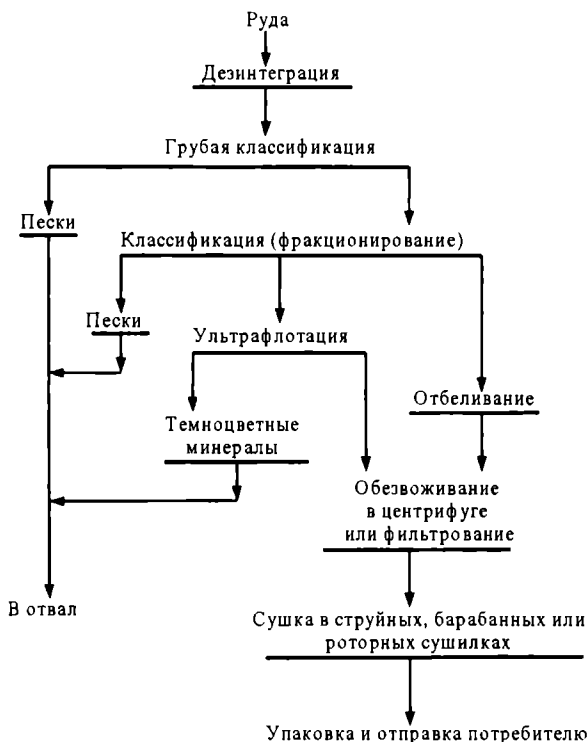 Руда
Дезинтеграция
Грубая классификация
Пески
Классификация (фракционирование)
Пески
Ультрафлотация
Отбеливание
Темноцветные
минералы
Обезвоживание
в центрифуге
или фильтрование
В отвал
Сушка в струйных, барабанных или
роторных сушилках
Упаковка и отправка потребителю